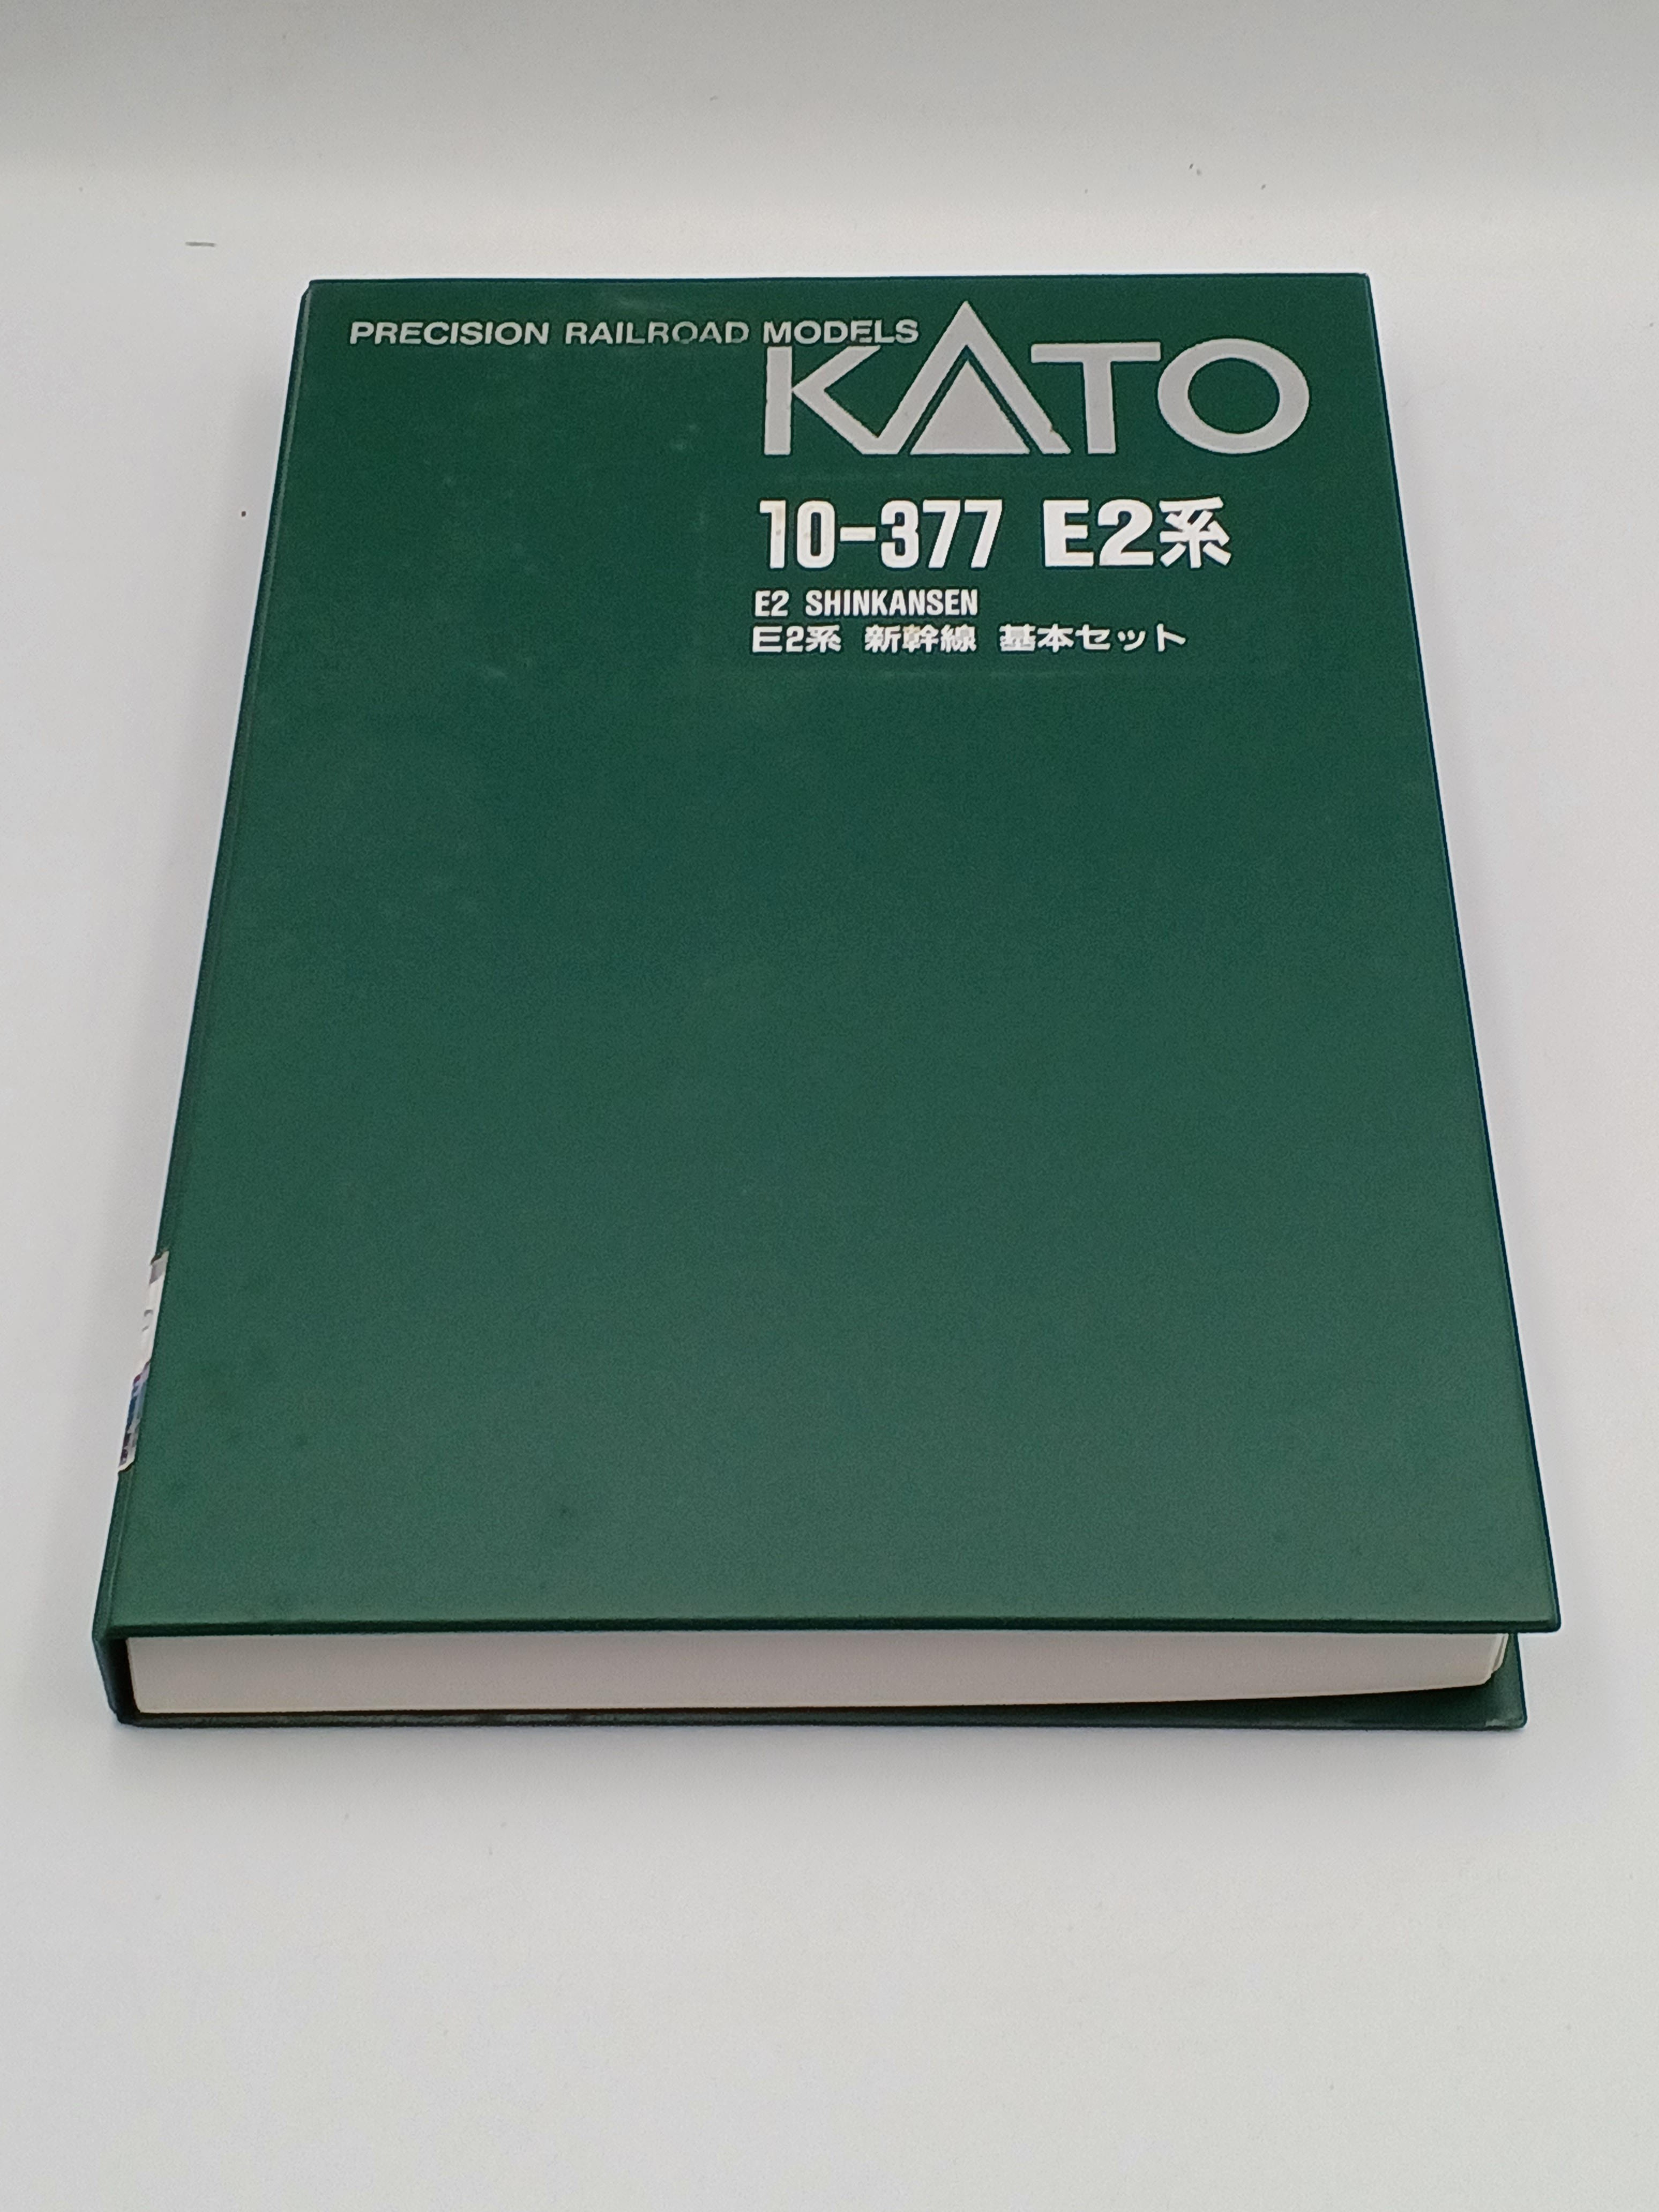 PRECISION RAILROAD MODELS
KATO
10-377 E2系
E2 SHINKANSEN
E2系 新幹線 基本セット